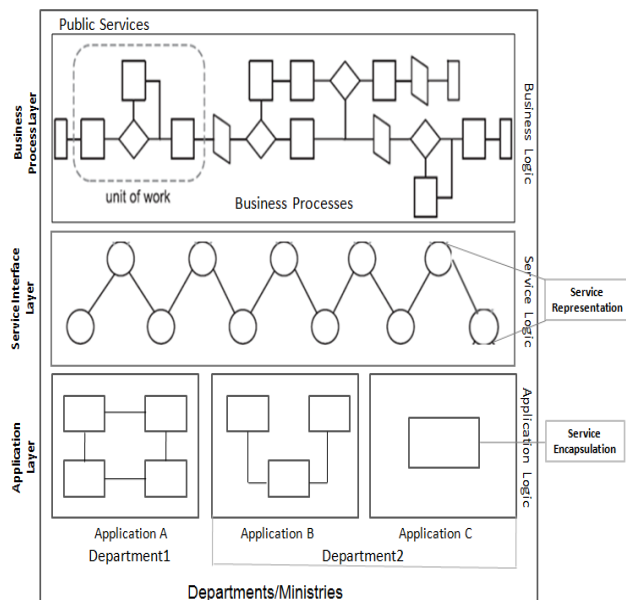 Public Services
Business
Process Layer
unit of work
Business Processes
Business Logic
Service Interface
Layer
Service Logic
Service
Representation
Application
Layer
Application Logic
Service
Encapsulation
Application A
Application B
Application C
Department1
Department2
Departments/Ministries